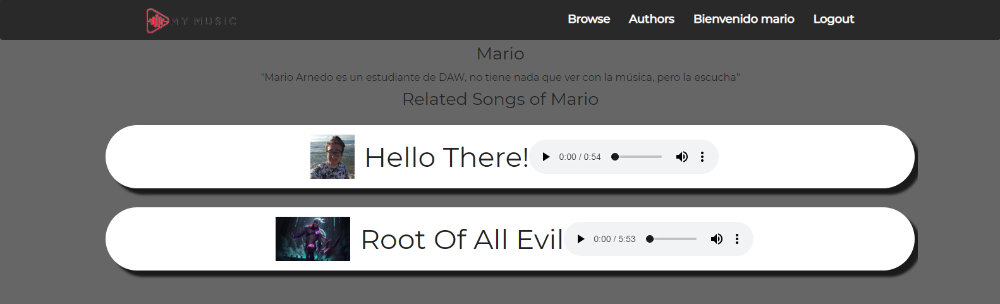 MY MUSIC
Browse Authors Bienvenido mario Logout
Mario
"Mario Arnedo es un estudiante de DAW, no tiene nada que ver con la música, pero la escucha"
Related Songs of Mario
Hello There! 0:00 / 0:54
Root Of All Evil 0:00 / 5:53